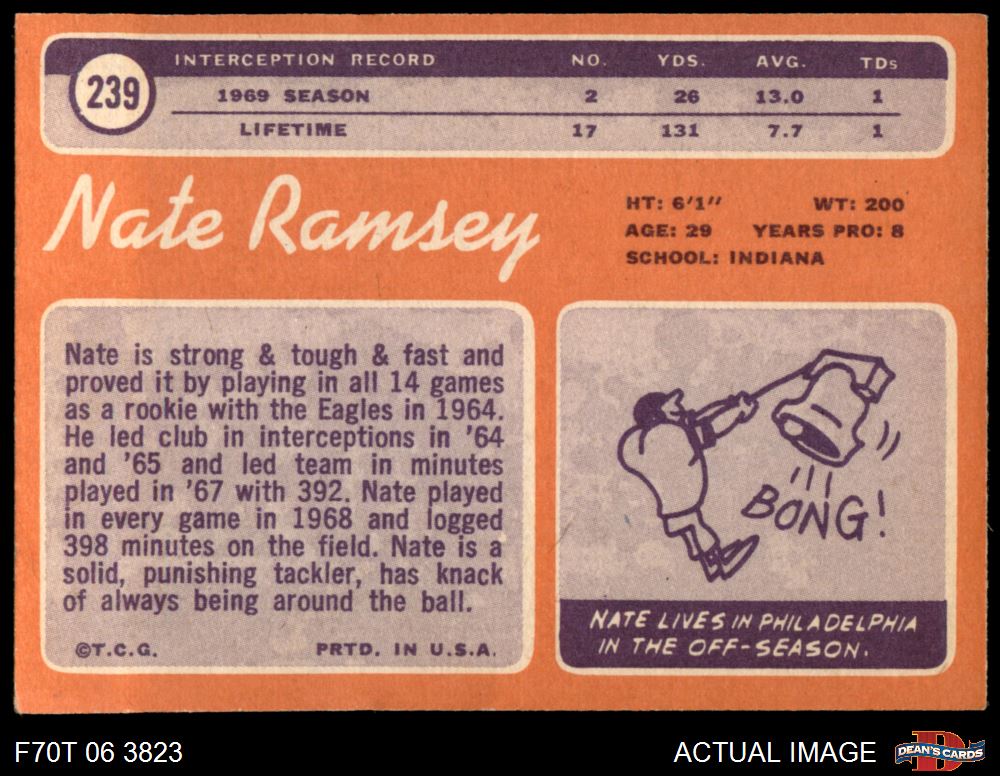 239
INTERCEPTION RECORD NO. YDS. AVG. TDs
1969 SEASON 2 26 13.0 1
LIFETIME 17 131 7.7 1
Nate Ramsey
HT: 6'1" WT: 200
AGE: 29 YEARS PRO: 8
SCHOOL: INDIANA
Nate is strong & tough & fast and
proved it by playing in all 14 games
as a rookie with the Eagles in 1964.
He led club in interceptions in '64
and '65 and led team in minutes
played in '67 with 392. Nate played
in every game in 1968 and logged
398 minutes on the field. Nate is a
solid, punishing tackler, has knack
of always being around the ball.
©T.C.G. PRTD. IN U.S.A.
BONG!
NATE LIVES IN PHILADELPHIA
IN THE OFF-SEASON.
F70T 06 3823
ACTUAL IMAGE
D
DEAN'S CARDS